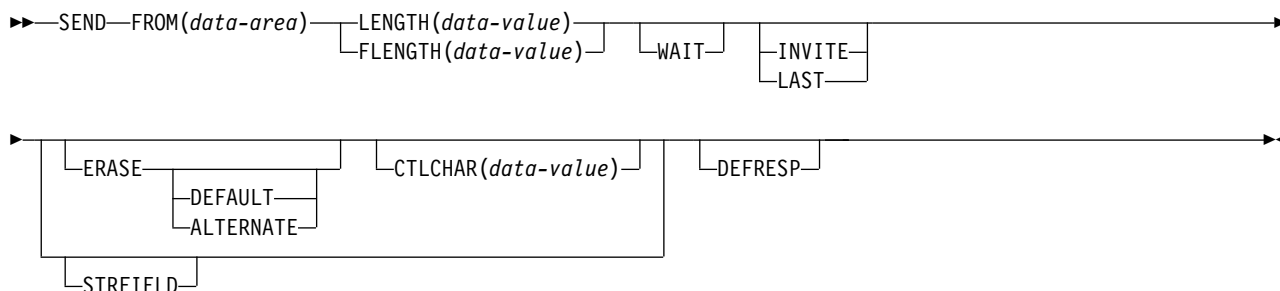 SEND FROM(data-area) LENGTH(data-value)
FLENGTH(data-value) WAIT INVITE
LAST
ERASE CTLCHAR(data-value) DEFRESP
DEFAULT
ALTERNATE
STRFIELD